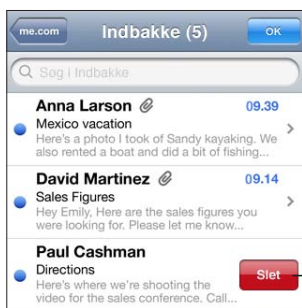 me.com Indbakke (5) OK
Søg i Indbakke
Anna Larson 09.39
Mexico vacation
Here's a photo I took of Sandy kayaking. We
also rented a boat and did a bit of fishing...
David Martinez 09.14
Sales Figures
Hey Emily, Here are the sales figures you
were looking for. Please let me know...
Paul Cashman
Directions
Here's where we're shooting the
video for the sales conference. Call...
Slet